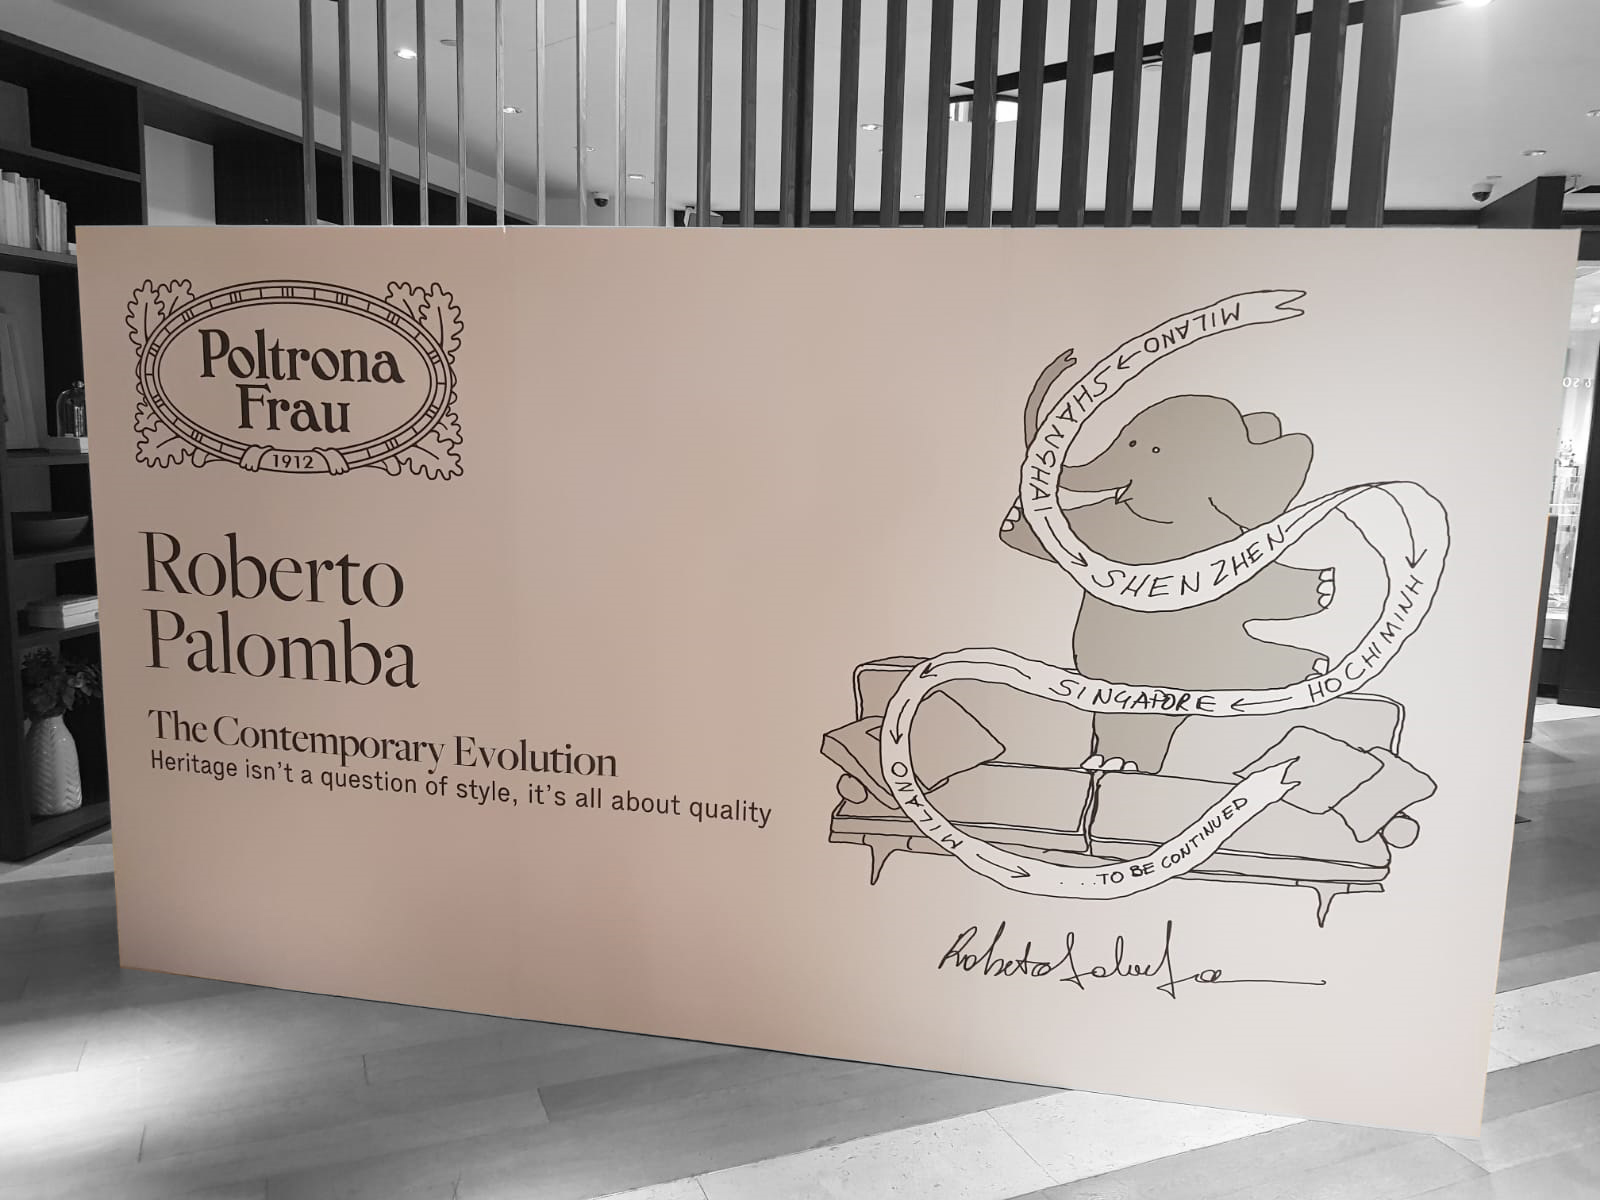 Poltrona
Frau
1912
Roberto
Palomba
The Contemporary Evolution
Heritage isn't a question of style, it's all about quality
MILANO
SHANGHAI
SHENZHEN
HOCHIMINH
SINGAPORE
MILANO
...TO BE CONTINUED